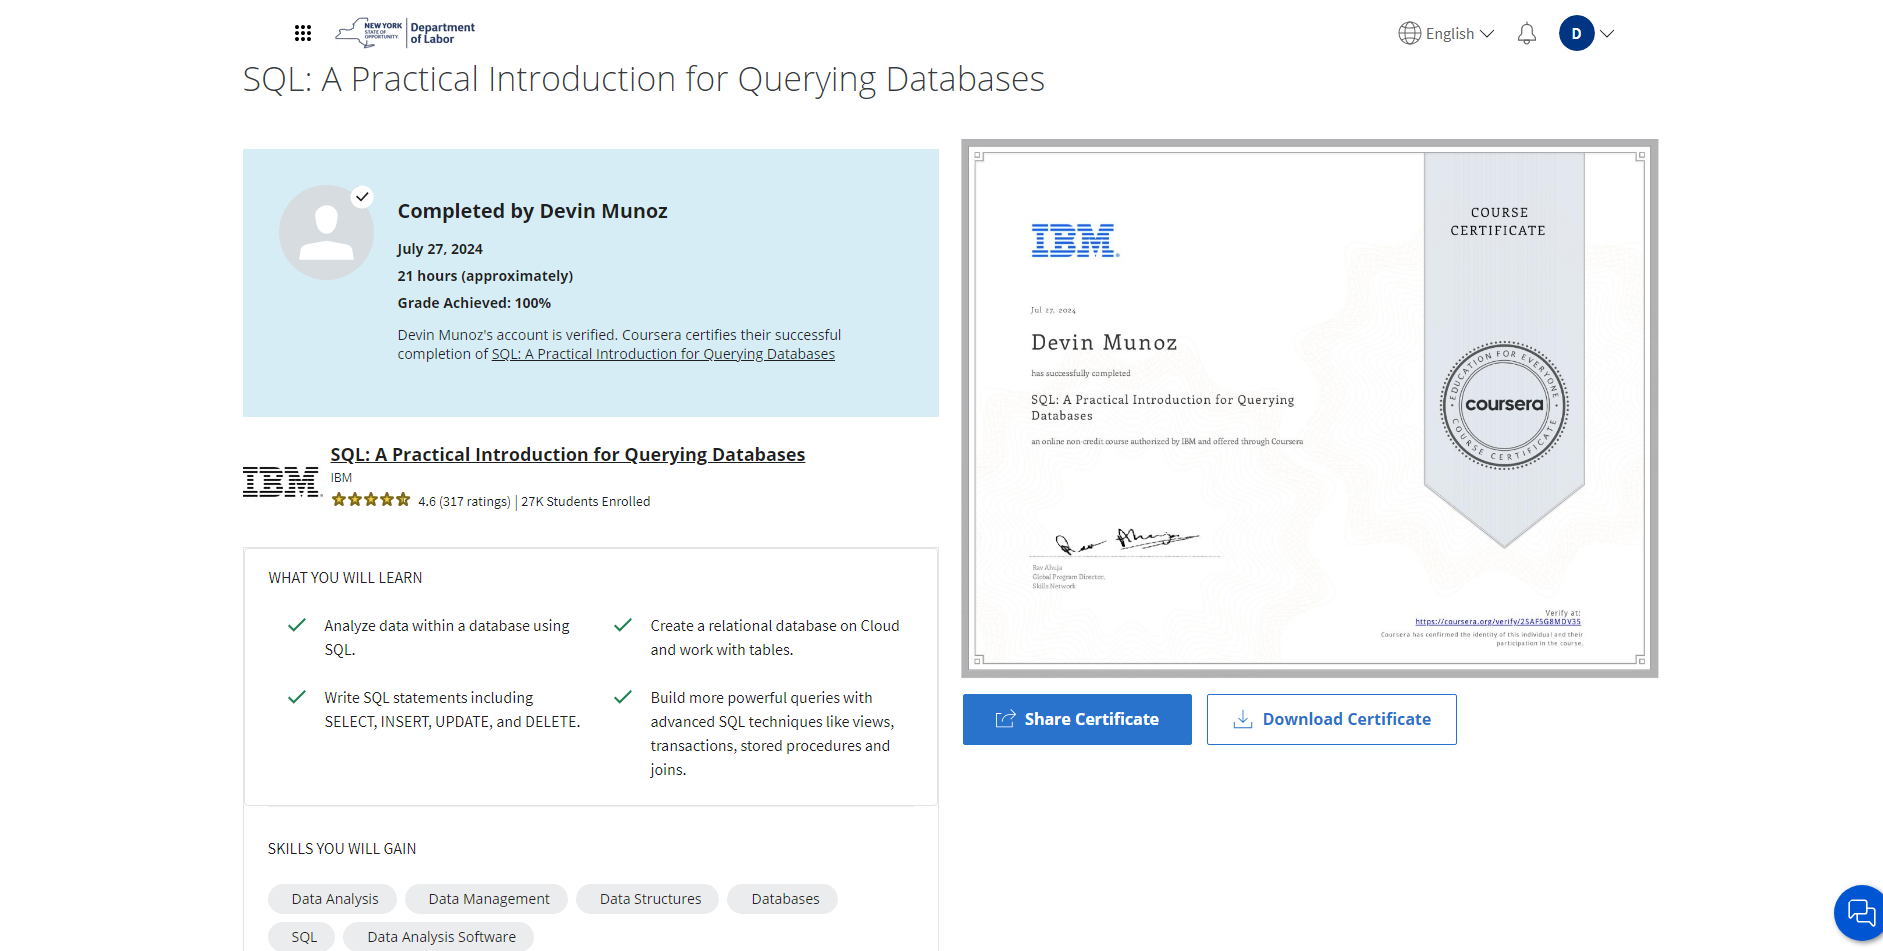 NEW YORK
STATE OF
OPPORTUNITY.
Department
of Labor
English
D
SQL: A Practical Introduction for Querying Databases
Completed by Devin Munoz
July 27, 2024
21 hours (approximately)
Grade Achieved: 100%
Devin Munoz's account is verified. Coursera certifies their successful
completion of SQL: A Practical Introduction for Querying Databases
IBM
SQL: A Practical Introduction for Querying Databases
IBM
4.6 (317 ratings) | 27K Students Enrolled
WHAT YOU WILL LEARN
Analyze data within a database using
SQL.
Create a relational database on Cloud
and work with tables.
Write SQL statements including
SELECT, INSERT, UPDATE, and DELETE.
Build more powerful queries with
advanced SQL techniques like views,
transactions, stored procedures and
joins.
SKILLS YOU WILL GAIN
Data Analysis
Data Management
Data Structures
Databases
SQL
Data Analysis Software
IBM
COURSE
CERTIFICATE
Jul 27, 2024
Devin Munoz
has successfully completed
SQL: A Practical Introduction for Querying
Databases
an online non-credit course authorized by IBM and offered through Coursera
EDUCATION FOR EVERYONE
coursera
COURSE CERTIFICATE
Rav Ahuja
Rav Ahuja
Global Program Director,
Skills Network
Verify at:
https://coursera.org/verify/2SAFSG8MDV35
Coursera has confirmed the identity of this individual and their
participation in the course.
Share Certificate
Download Certificate